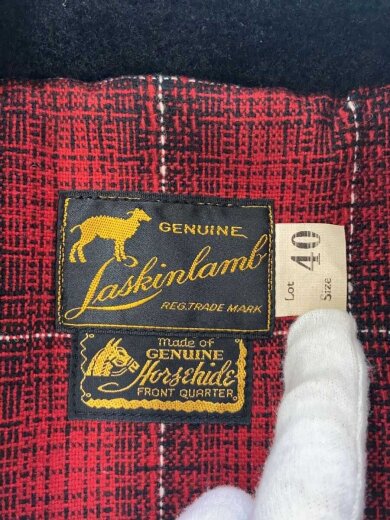 GENUINE
Laskinlamb
REG. TRADE MARK
Made of
GENUINE
Horsehide
FRONT QUARTER
Lot
Size 40